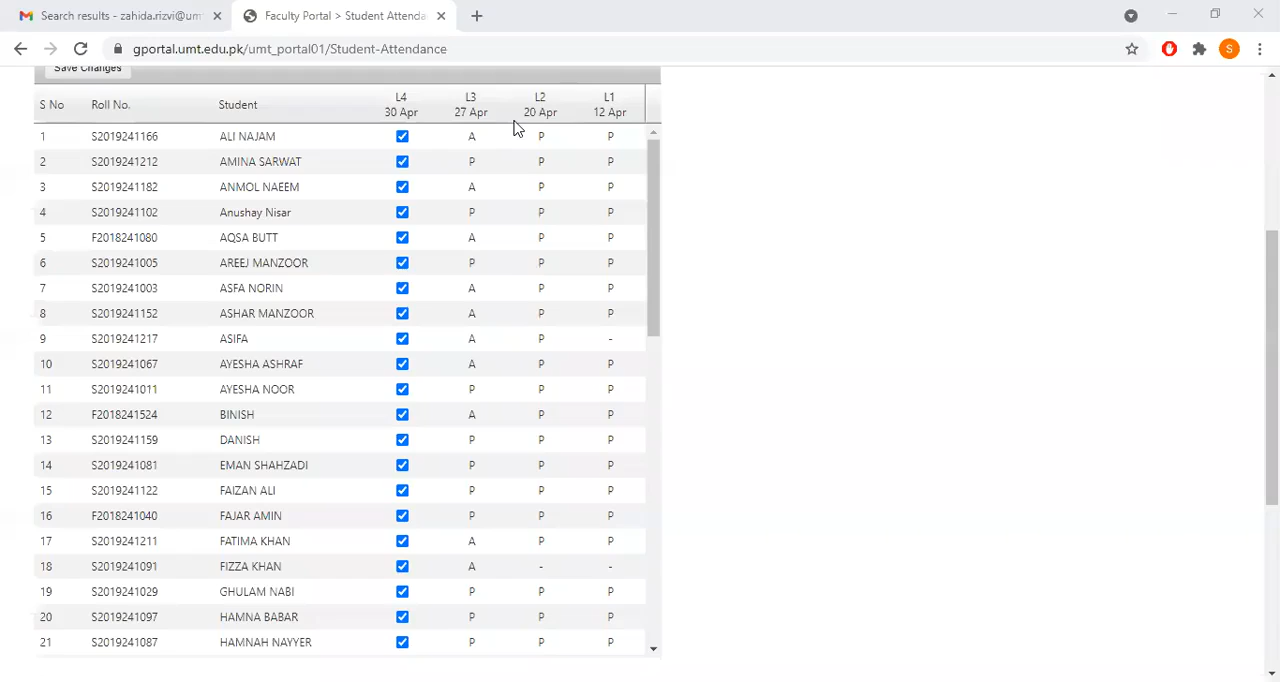 Search results - zahida.rizvi@um
Faculty Portal > Student Attenda
gportal.umt.edu.pk/umt_portal01/Student-Attendance
S
Save Changes
S No Roll No. Student L4 30 Apr L3 27 Apr L2 20 Apr L1 12 Apr
1 S2019241166 ALI NAJAM A P P
2 S2019241212 AMINA SARWAT P P P
3 S2019241182 ANMOL NAEEM A P P
4 S2019241102 Anushay Nisar P P P
5 F2018241080 AQSA BUTT A P P
6 S2019241005 AREEJ MANZOOR P P P
7 S2019241003 ASFA NORIN A P P
8 S2019241152 ASHAR MANZOOR A P P
9 S2019241217 ASIFA A P -
10 S2019241067 AYESHA ASHRAF A P P
11 S2019241011 AYESHA NOOR P P P
12 F2018241524 BINISH A P P
13 S2019241159 DANISH P P P
14 S2019241081 EMAN SHAHZADI P P P
15 S2019241122 FAIZAN ALI P P P
16 F2018241040 FAJAR AMIN P P P
17 S2019241211 FATIMA KHAN A P P
18 S2019241091 FIZZA KHAN A - -
19 S2019241029 GHULAM NABI P P P
20 S2019241097 HAMNA BABAR P P P
21 S2019241087 HAMNAH NAYYER P P P